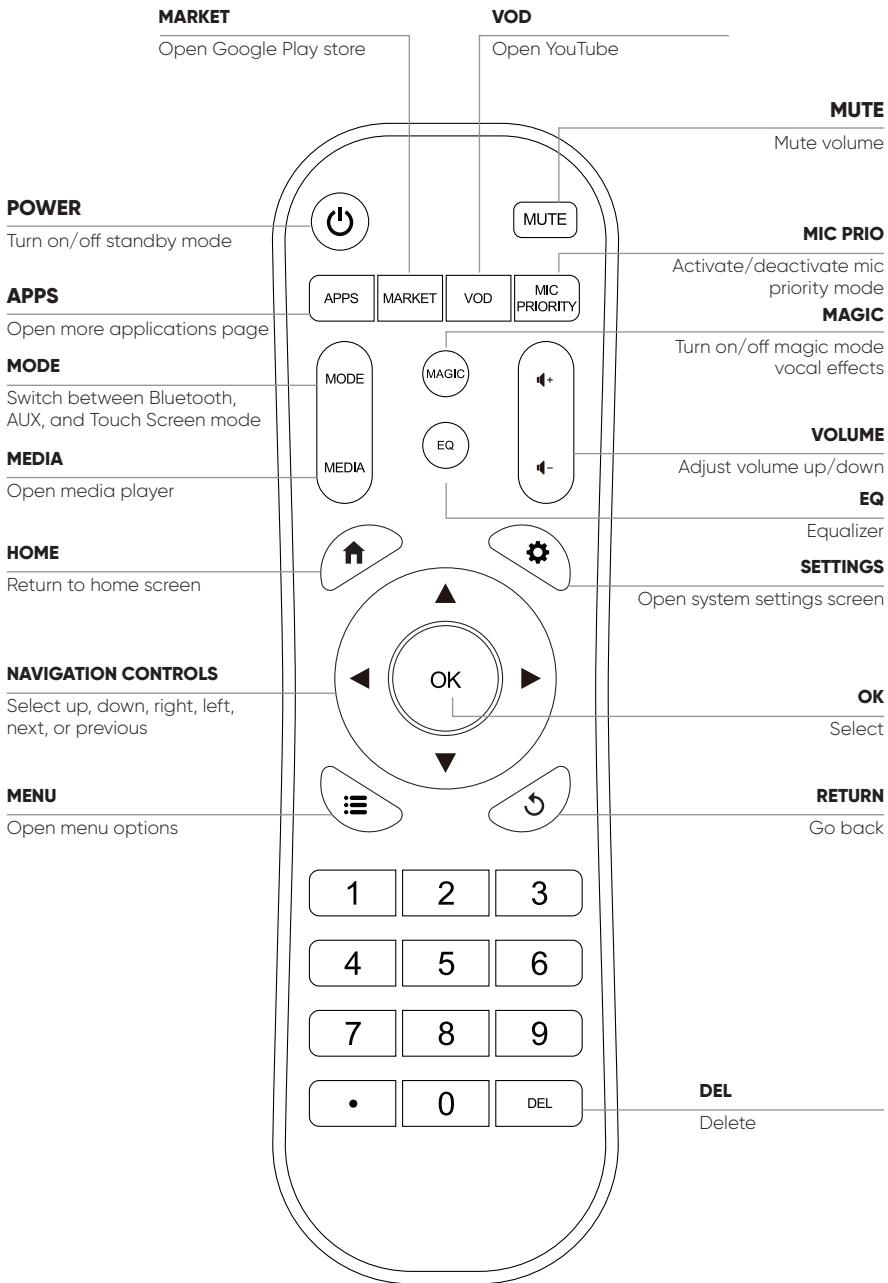 MARKET
Open Google Play store
VOD
Open YouTube
MUTE
Mute volume
POWER
Turn on/off standby mode
MIC PRIO
Activate/deactivate mic
priority mode
APPS
Open more applications page
MAGIC
Turn on/off magic mode
vocal effects
MODE
Switch between Bluetooth,
AUX, and Touch Screen mode
VOLUME
Adjust volume up/down
MEDIA
Open media player
EQ
Equalizer
HOME
Return to home screen
SETTINGS
Open system settings screen
NAVIGATION CONTROLS
Select up, down, right, left,
next, or previous
OK
Select
MENU
Open menu options
RETURN
Go back
DEL
Delete
MUTE
APPS
MARKET
VOD
MIC
PRIORITY
MODE
MAGIC
+
MEDIA
EQ
-
OK
1 2 3
4 5 6
7 8 9
• 0 DEL